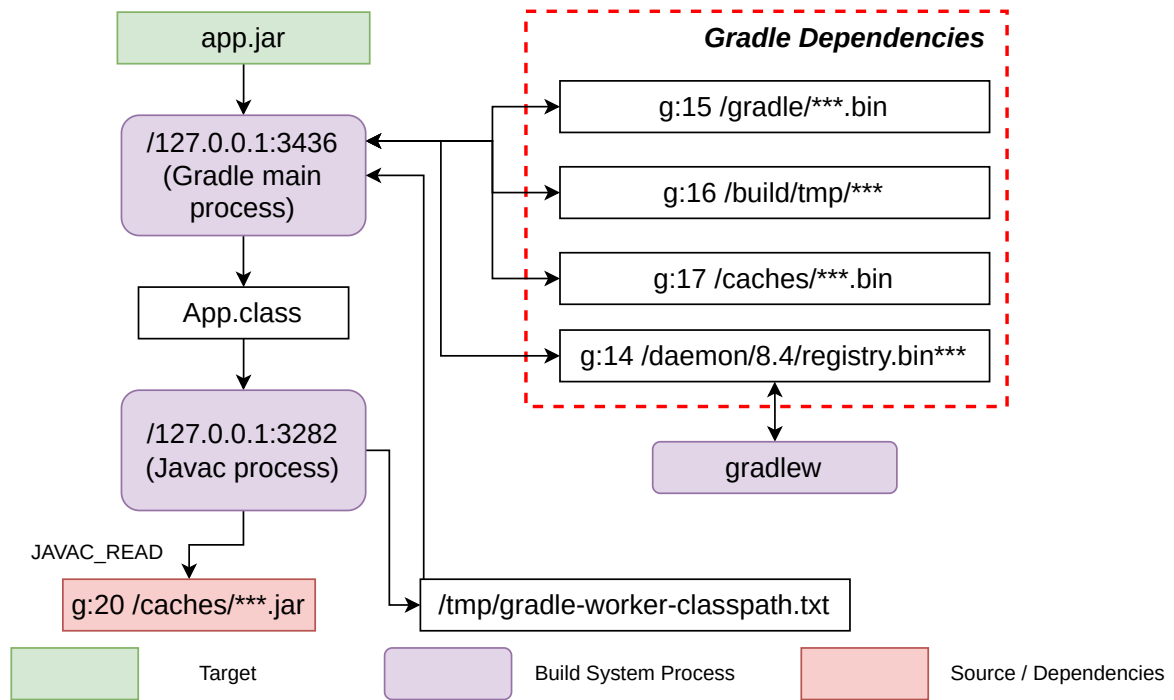 app.jar
Gradle Dependencies
/127.0.0.1:3436
(Gradle main
process)
g:15 /gradle/***.bin
g:16 /build/tmp/***
g:17 /caches/***.bin
App.class
g:14 /daemon/8.4/registry.bin***
/127.0.0.1:3282
(Javac process)
gradlew
JAVAC_READ
g:20 /caches/***.jar
/tmp/gradle-worker-classpath.txt
Target
Build System Process
Source / Dependencies